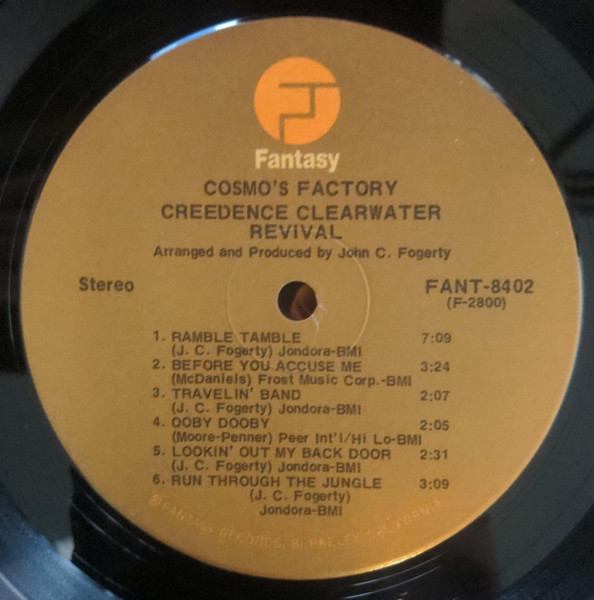 Fantasy
COSMO'S FACTORY
CREEDENCE CLEARWATER
REVIVAL
Arranged and Produced by John C. Fogerty
Stereo
FANT-8402
(F-2800)
1. RAMBLE TAMBLE 7:09
(J. C. Fogerty) Jondora-BMI
2. BEFORE YOU ACCUSE ME 3:24
(McDaniels) Frost Music Corp.-BMI
3. TRAVELIN' BAND 2:07
(J. C. Fogerty) Jondora-BMI
4. OOBY DOOBY 2:05
(Moore-Penner) Peer Int'l/Hi Lo-BMI
5. LOOKIN' OUT MY BACK DOOR 2:31
(J. C. Fogerty) Jondora-BMI
6. RUN THROUGH THE JUNGLE 3:09
(J. C. Fogerty)
Jondora-BMI
℗ FANTASY RECORDS, BERKELEY, CALIFORNIA